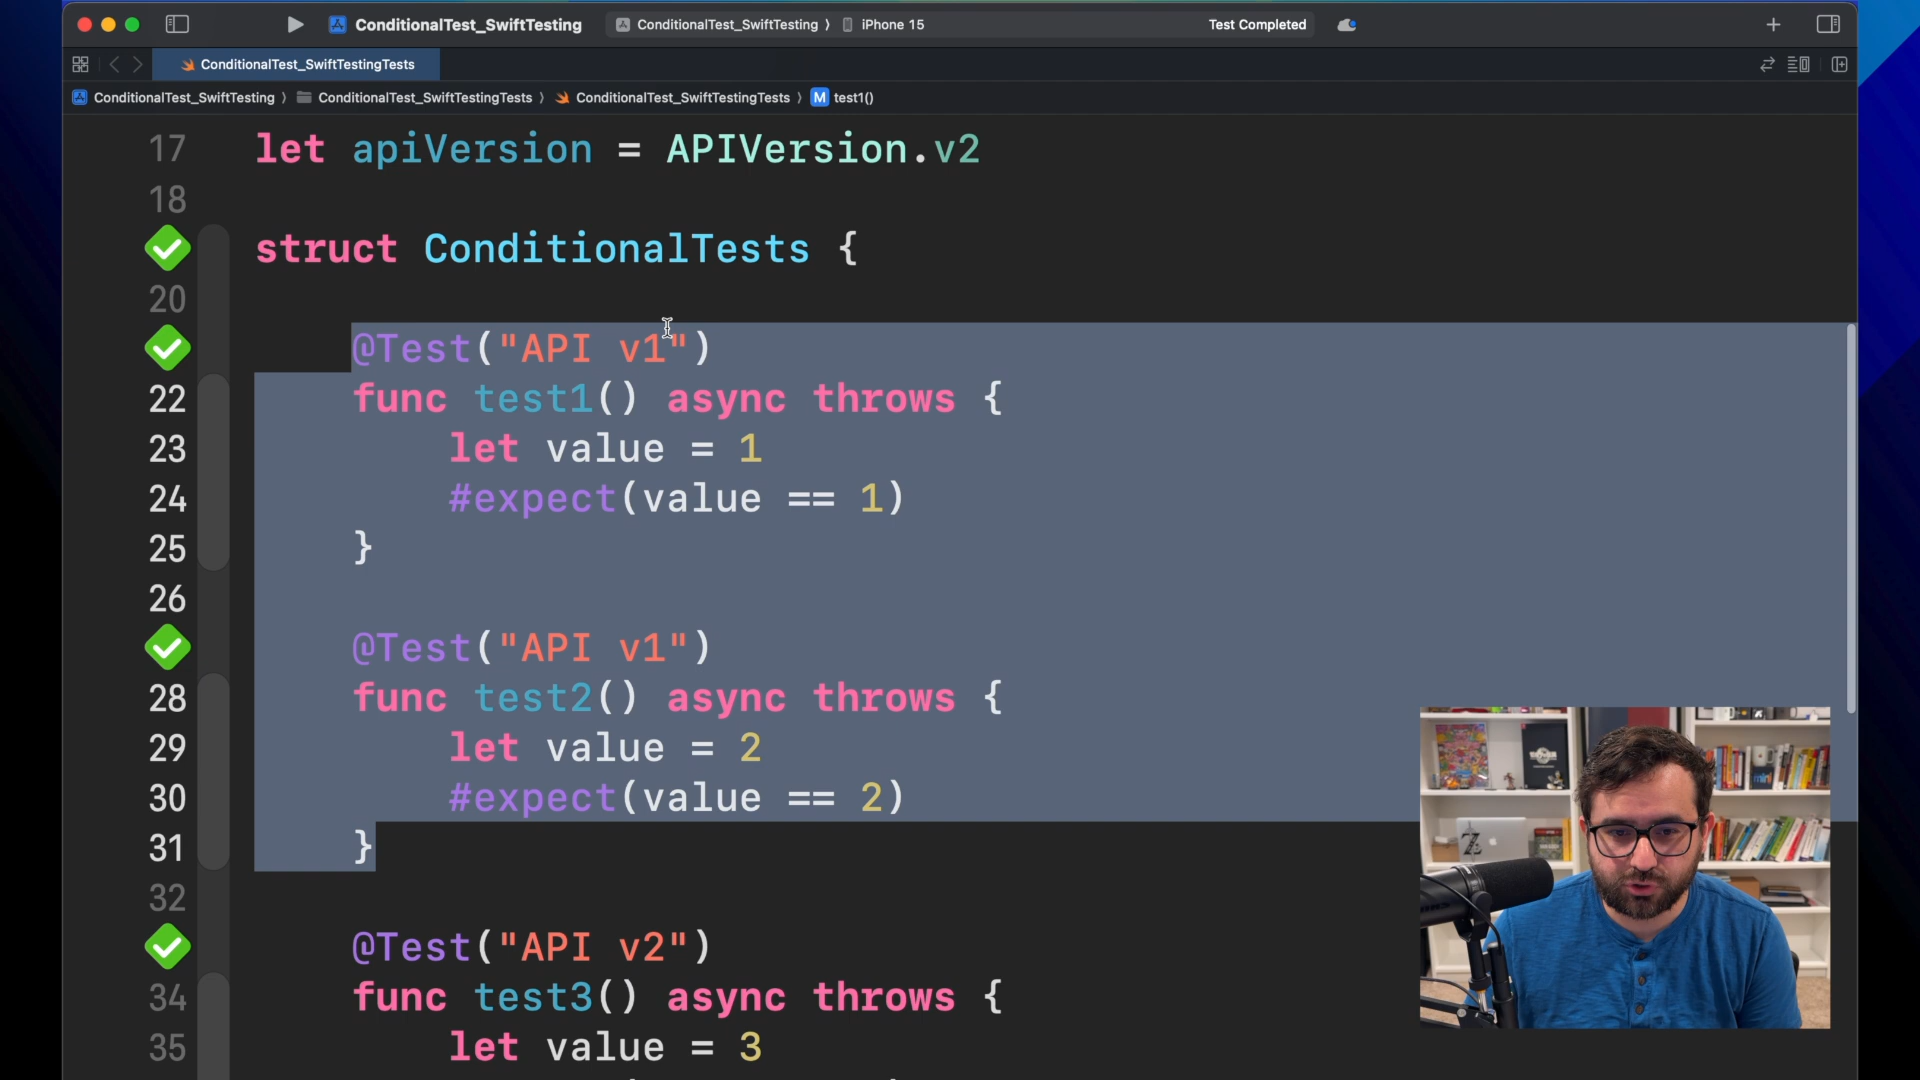 ConditionalTest_SwiftTesting
ConditionalTest_SwiftTesting 〉 iPhone 15
Test Completed
ConditionalTest_SwiftTestingTests
ConditionalTest_SwiftTesting 〉 ConditionalTest_SwiftTestingTests 〉 ConditionalTest_SwiftTestingTests 〉 M test1()
17 let apiVersion = APIVersion.v2
18
struct ConditionalTests {
20
@Test("API v1")
22 func test1() async throws {
23 let value = 1
24 #expect(value == 1)
25 }
26
@Test("API v1")
28 func test2() async throws {
29 let value = 2
30 #expect(value == 2)
31 }
32
@Test("API v2")
34 func test3() async throws {
35 let value = 3